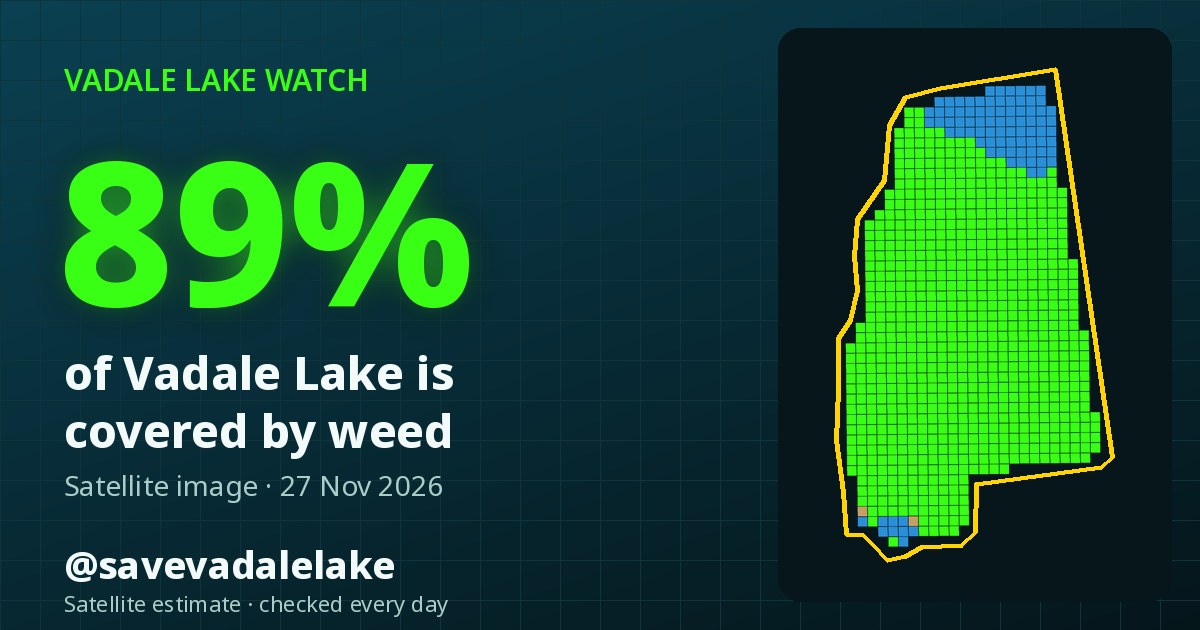 VADALE LAKE WATCH
89%
of Vadale Lake is
covered by weed
Satellite image · 27 Nov 2026
@savevadalelake
Satellite estimate · checked every day